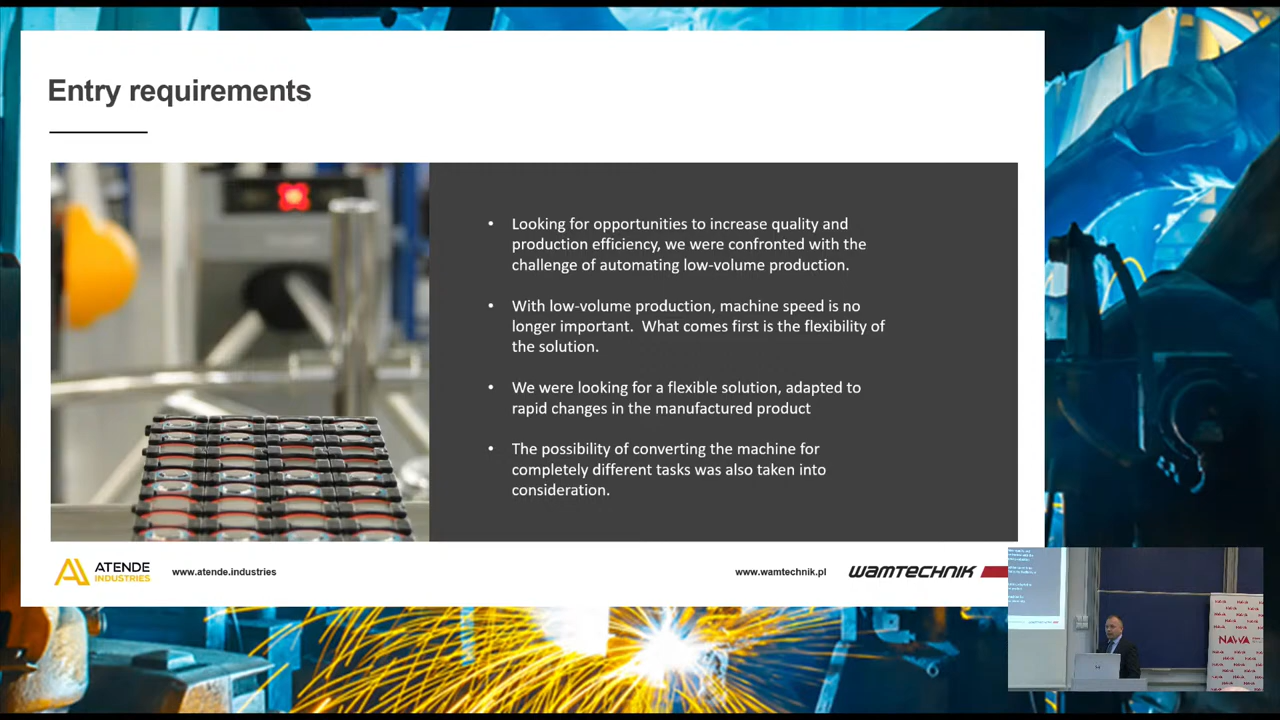 Entry requirements
• Looking for opportunities to increase quality and
production efficiency, we were confronted with the
challenge of automating low-volume production.
• With low-volume production, machine speed is no
longer important.  What comes first is the flexibility of
the solution.
• We were looking for a flexible solution, adapted to
rapid changes in the manufactured product
• The possibility of converting the machine for
completely different tasks was also taken into
consideration.
ATENDE
INDUSTRIES
www.atende.industries
www.wamtechnik.pl
WAMTECHNIK
NAWA